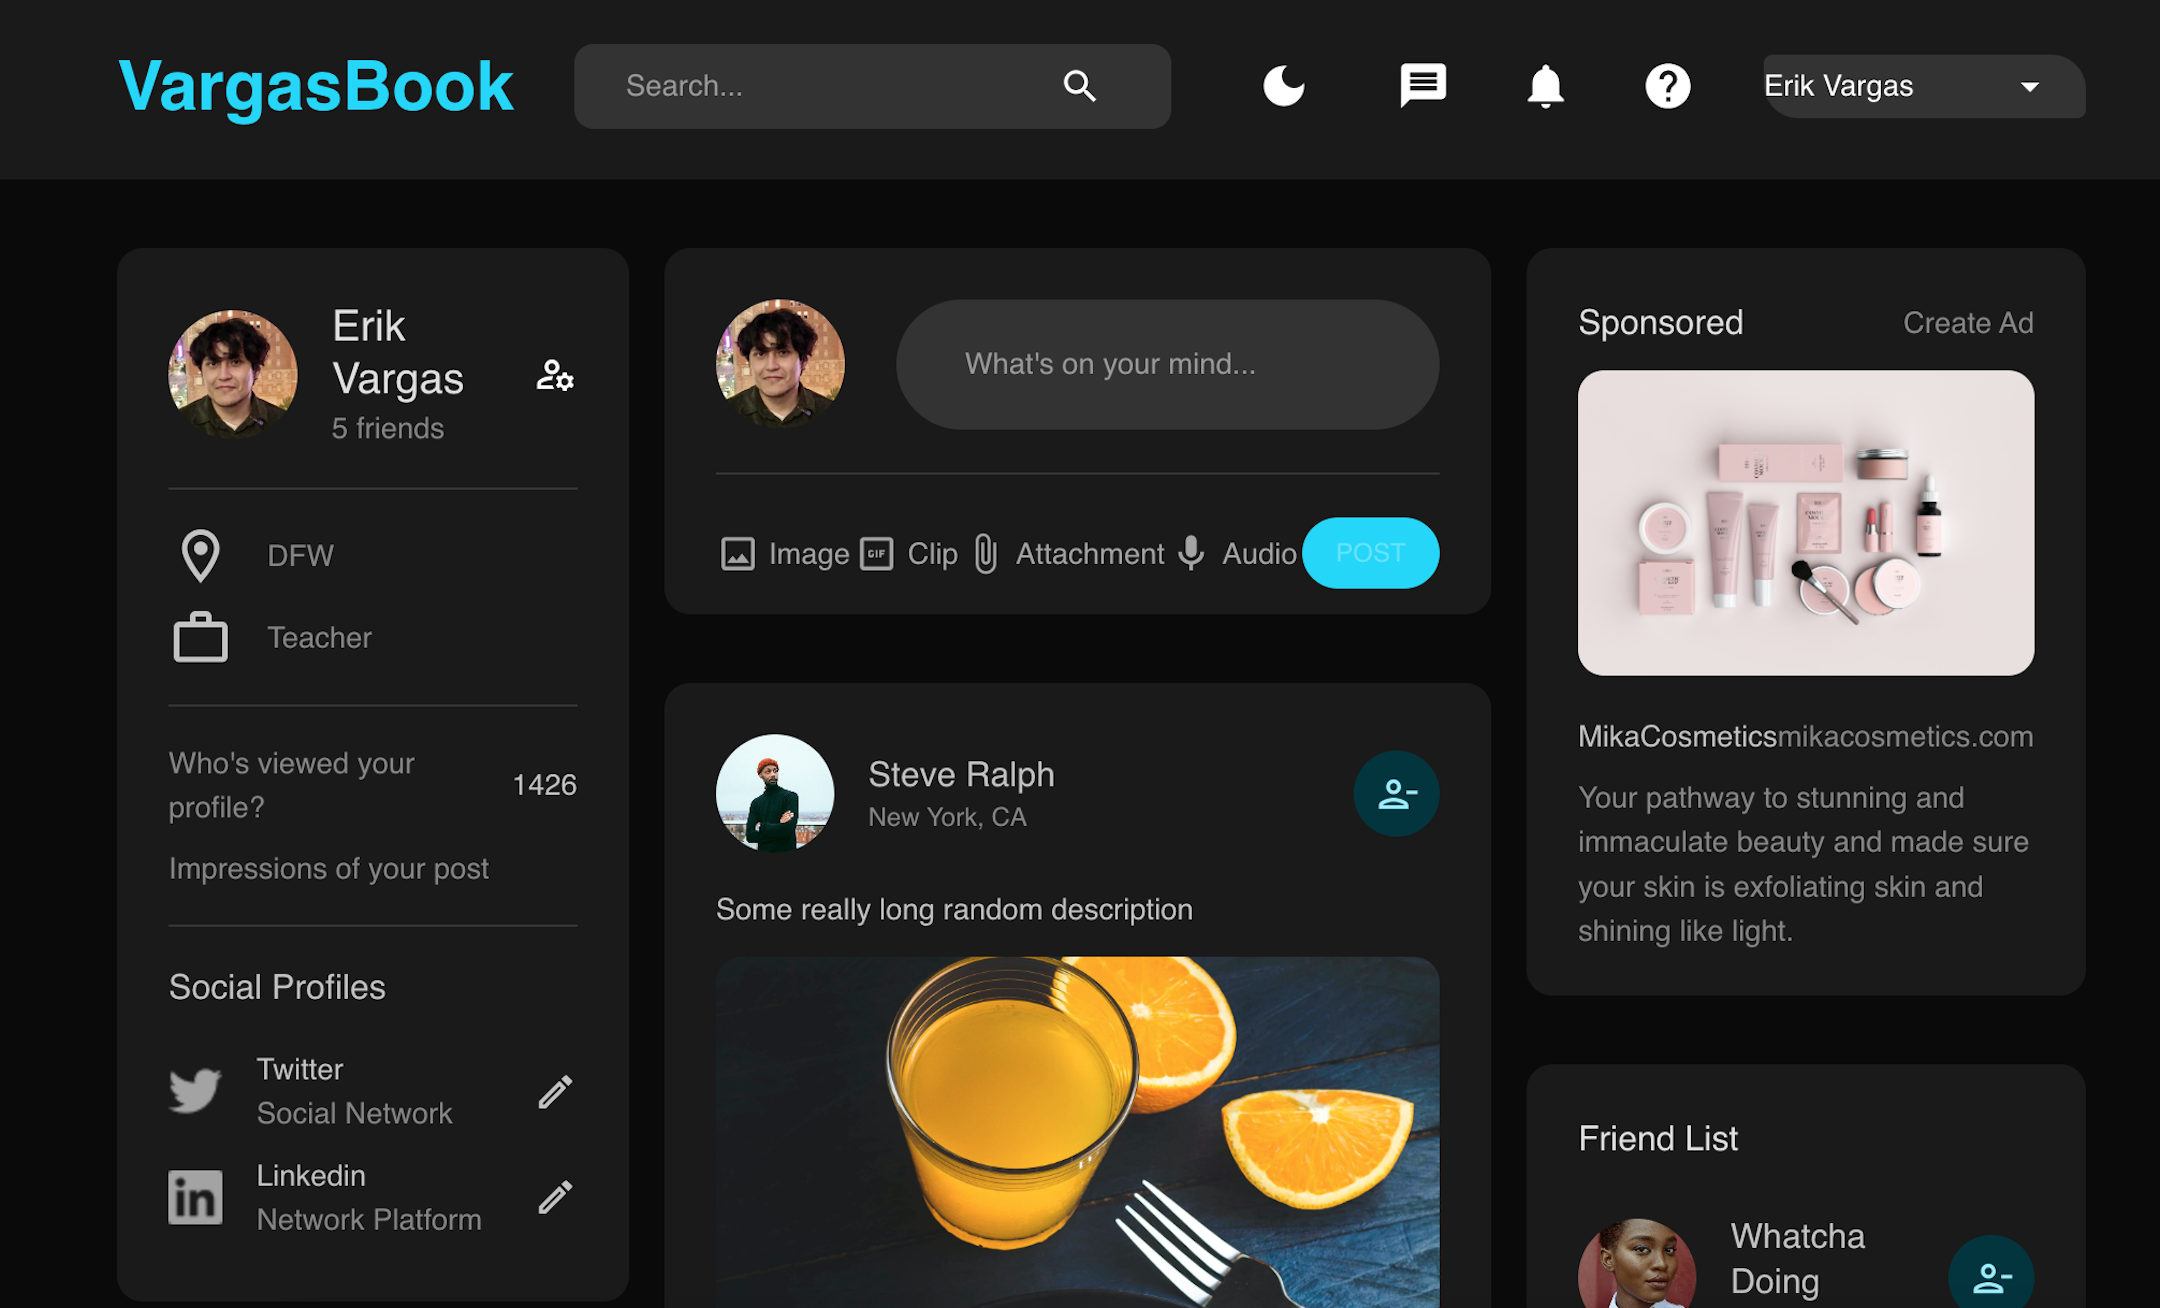 VargasBook
Search...
Erik Vargas
Erik
Vargas
5 friends
DFW
Teacher
Who's viewed your
profile?
1426
Impressions of your post
Social Profiles
Twitter
Social Network
Linkedin
Network Platform
What's on your mind...
Image
GIF
Clip
Attachment
Audio
POST
Steve Ralph
New York, CA
Some really long random description
Sponsored
Create Ad
MikaCosmetics
mikacosmetics.com
Your pathway to stunning and
immaculate beauty and made sure
your skin is exfoliating skin and
shining like light.
Friend List
Whatcha
Doing